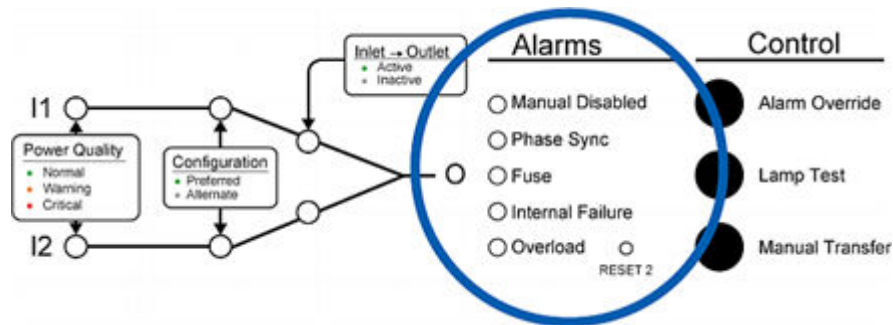 Inlet → Outlet
Active
Inactive
Alarms
Control
I1
I2
Power Quality
Normal
Warning
Critical
Configuration
Preferred
Alternate
O
Manual Disabled
Phase Sync
Fuse
Internal Failure
Overload
RESET 2
Alarm Override
Lamp Test
Manual Transfer